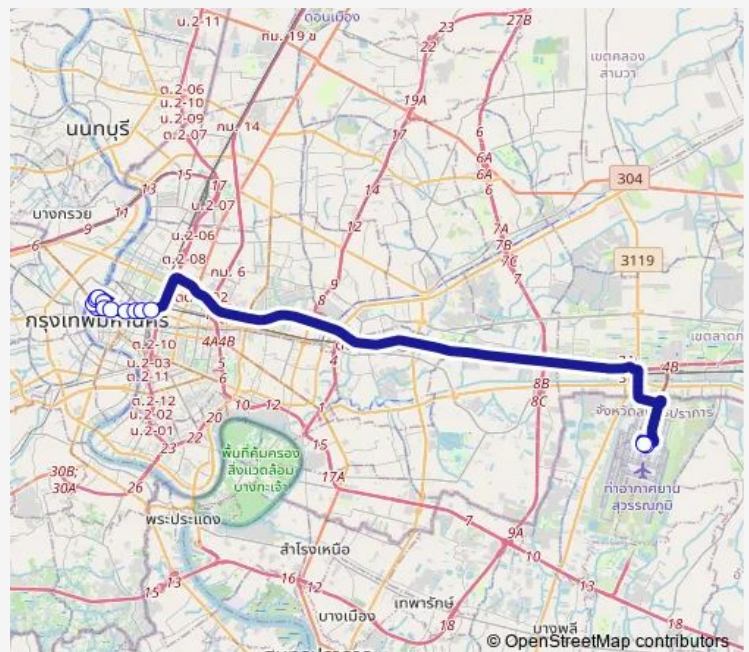 น.2-11
ดอนเมือง
กม. 19 ข
23
22
27B
เขตคลอง
สามวา
ต.2-06
น.2-10
น.2-09
ต.2-07
19A
นนทบุรี
กม. 14
17
6
6A
6A
6
304
15
17
13
น.2-07
14
บางกรวย
11
9
6
น.2-06
12
7A
7B
7C
ต.2-08
กม. 6
9
8
3119
กรุงเทพมหานคร
4A4B
5
6
ต.2-10
น.2-03
ต.2-11
4
7A
4B
เขตลาดก
8B
8C
ต.2-12
น.2-02
น.2-01
20
22
23
10
12
1
15
พื้นที่คุ้มครอง
สิ่งแวดล้อม
บางกะเจ้า
17A
30B;
30A
26
ท่าอากาศยาน
สุวรรณภูมิ
พระประแดง
7
9A
10
สำโรงเหนือ
13
15
13
16
12
เทพารักษ์
บางเมือง
18
บางพลี
18
© OpenStreetMap contributors